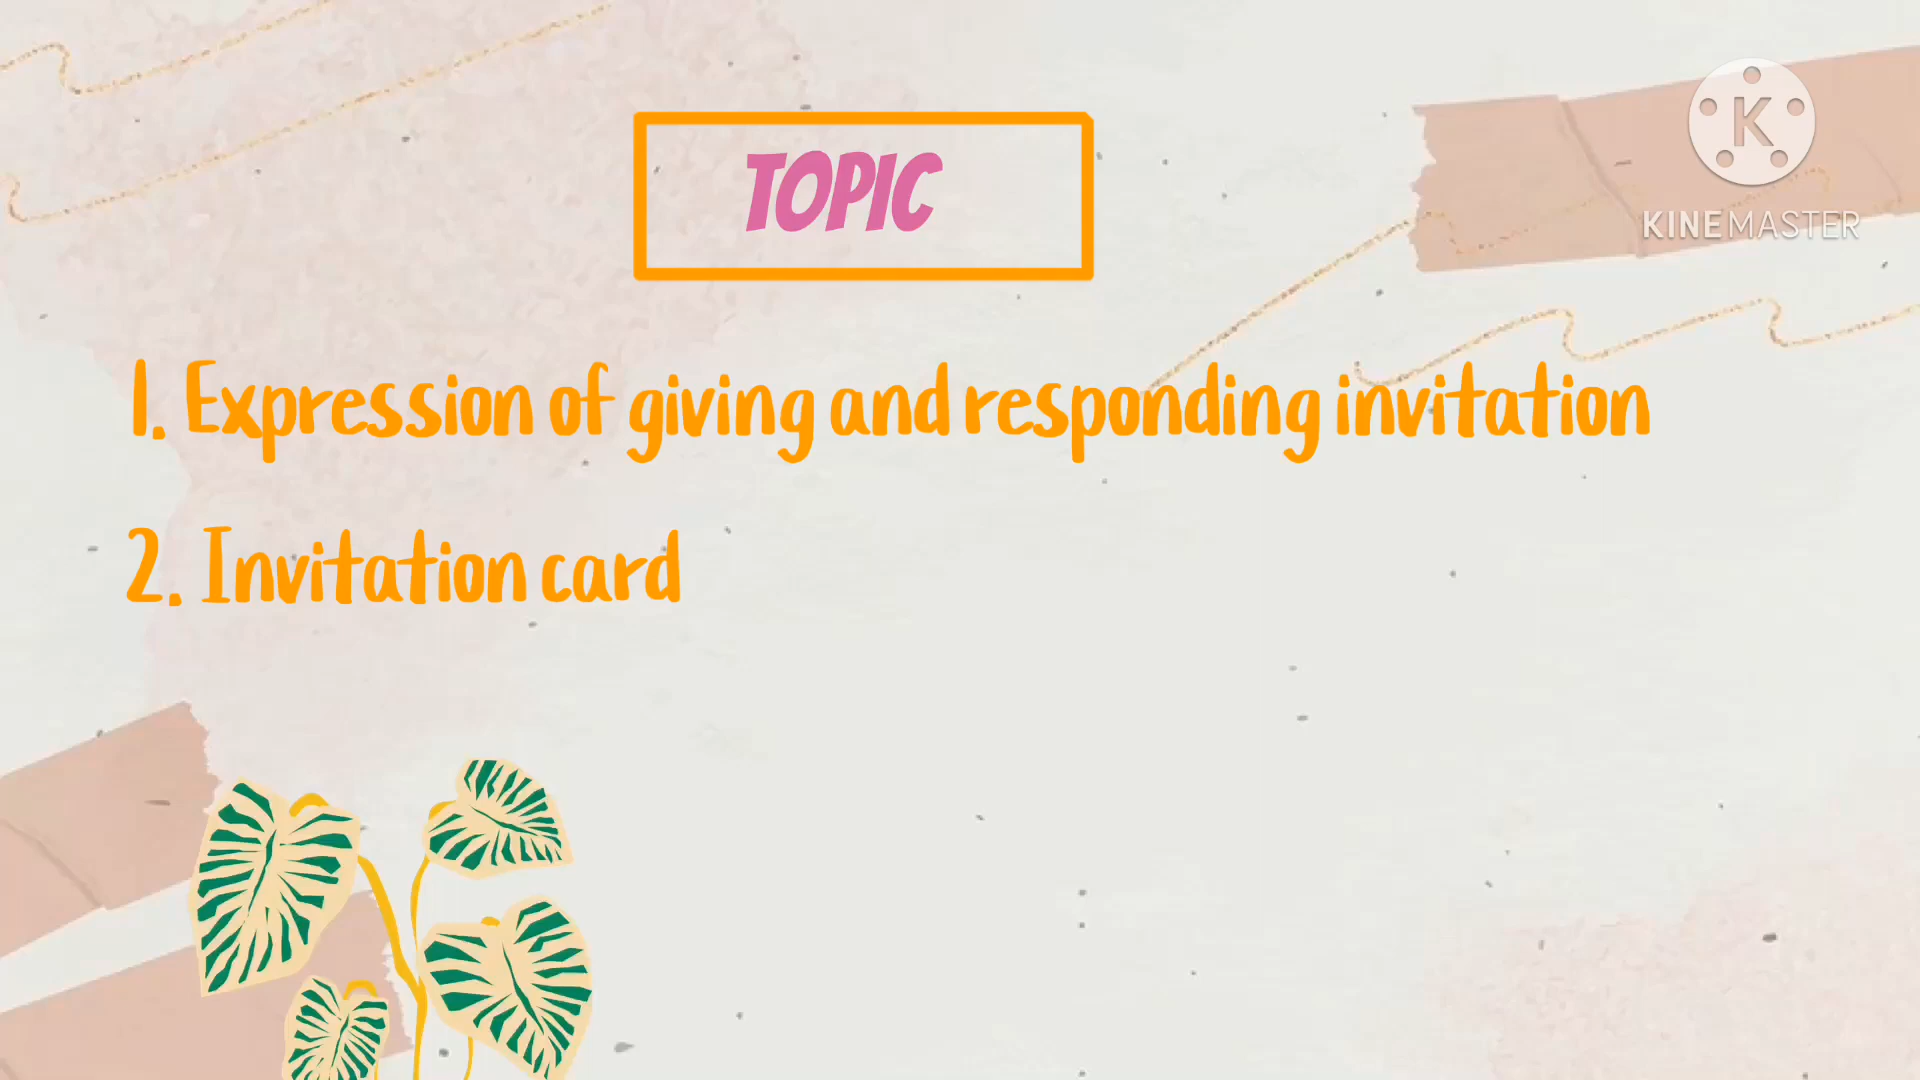 TOPIC
K
KINEMASTER
1. Expression of giving and responding invitation
2. Invitation card